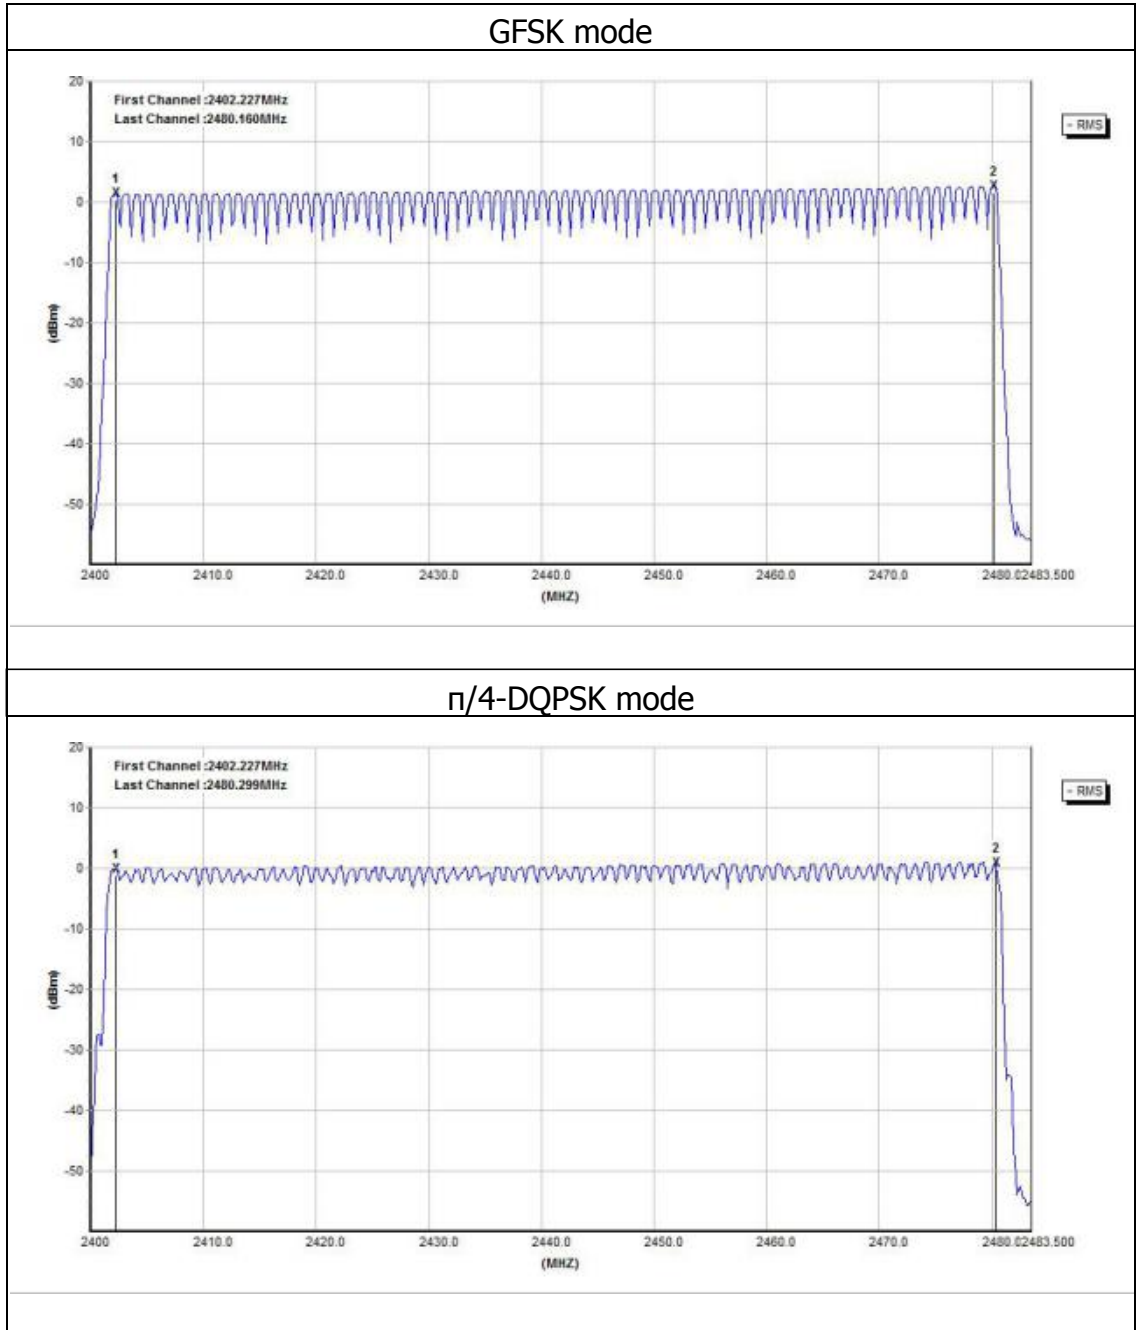 GFSK mode
20
First Channel :2402.227MHz
Last Channel :2480.160MHz
- RMS
10
1
2
0
-10
(dBm)
-20
-30
-40
-50
2400 2410.0 2420.0 2430.0 2440.0 2450.0 2460.0 2470.0 2480.02483.500
(MHZ)
π/4-DQPSK mode
20
First Channel :2402.227MHz
Last Channel :2480.299MHz
- RMS
10
1
2
0
-10
(dBm)
-20
-30
-40
-50
2400 2410.0 2420.0 2430.0 2440.0 2450.0 2460.0 2470.0 2480.02483.500
(MHZ)